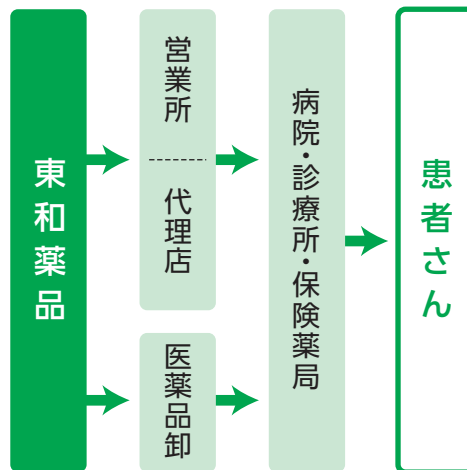 東和薬品
営業所
代理店
医薬品卸
病院・診療所・保険薬局
患者さん